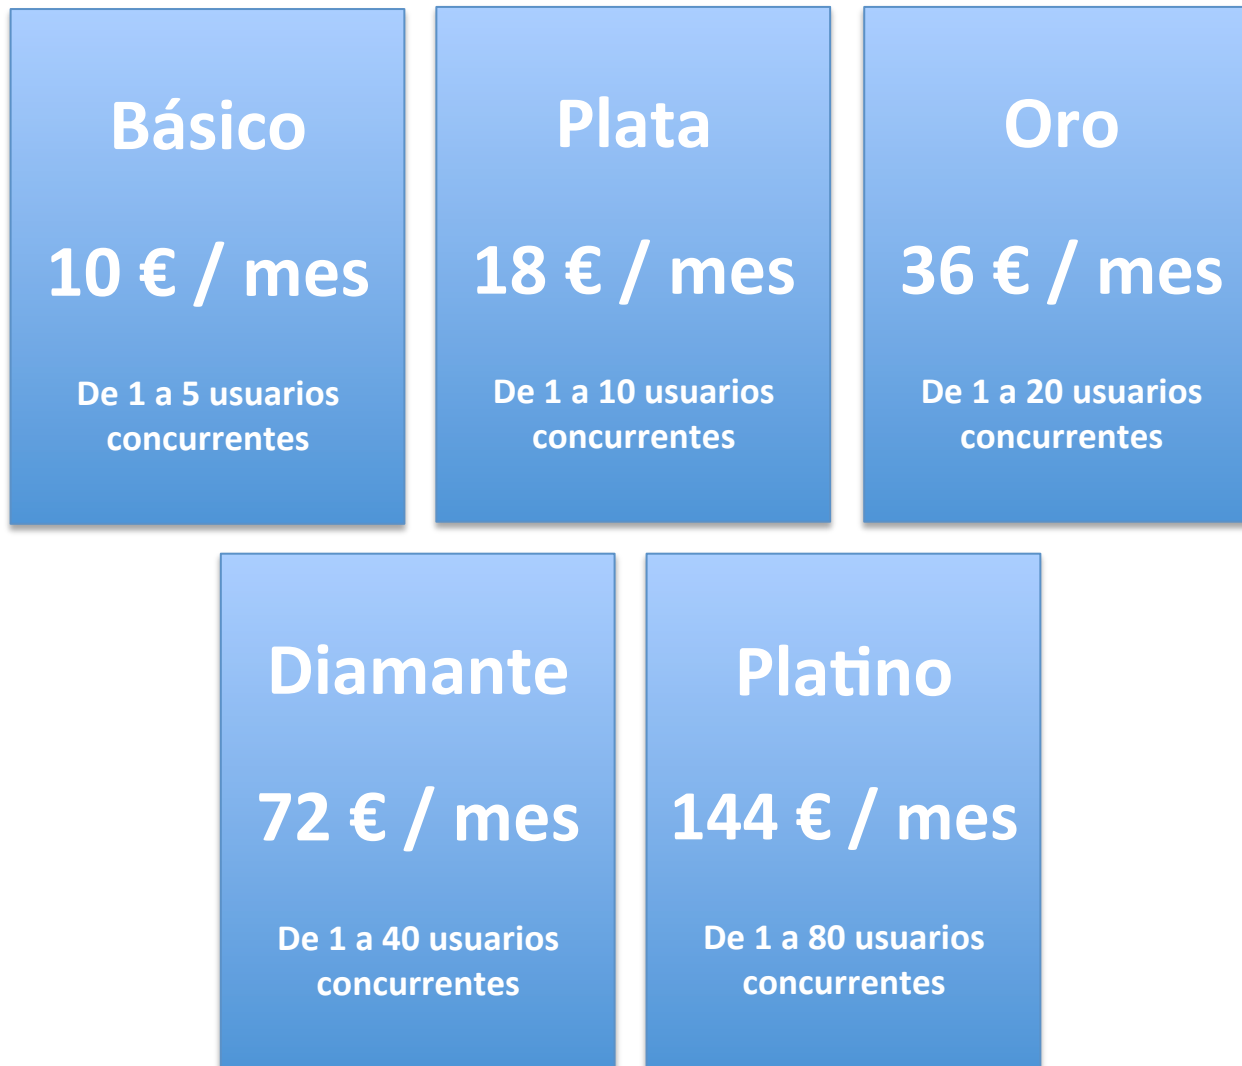 Básico
10 € / mes
De 1 a 5 usuarios
concurrentes
Plata
18 € / mes
De 1 a 10 usuarios
concurrentes
Oro
36 € / mes
De 1 a 20 usuarios
concurrentes
Diamante
72 € / mes
De 1 a 40 usuarios
concurrentes
Platino
144 € / mes
De 1 a 80 usuarios
concurrentes